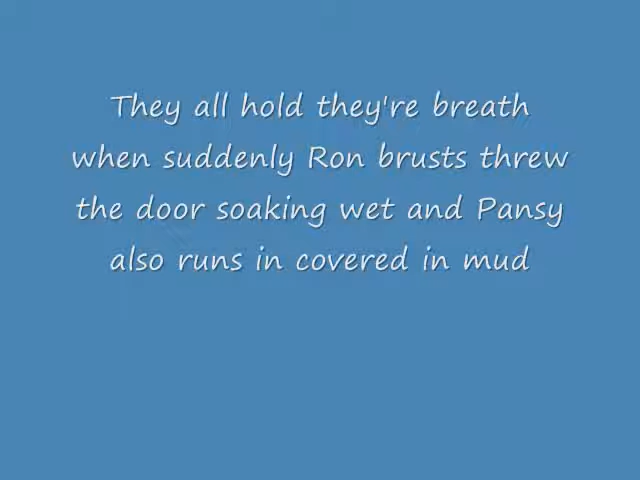 They all hold they're breath
when suddenly Ron brusts threw
the door soaking wet and Pansy
also runs in covered in mud